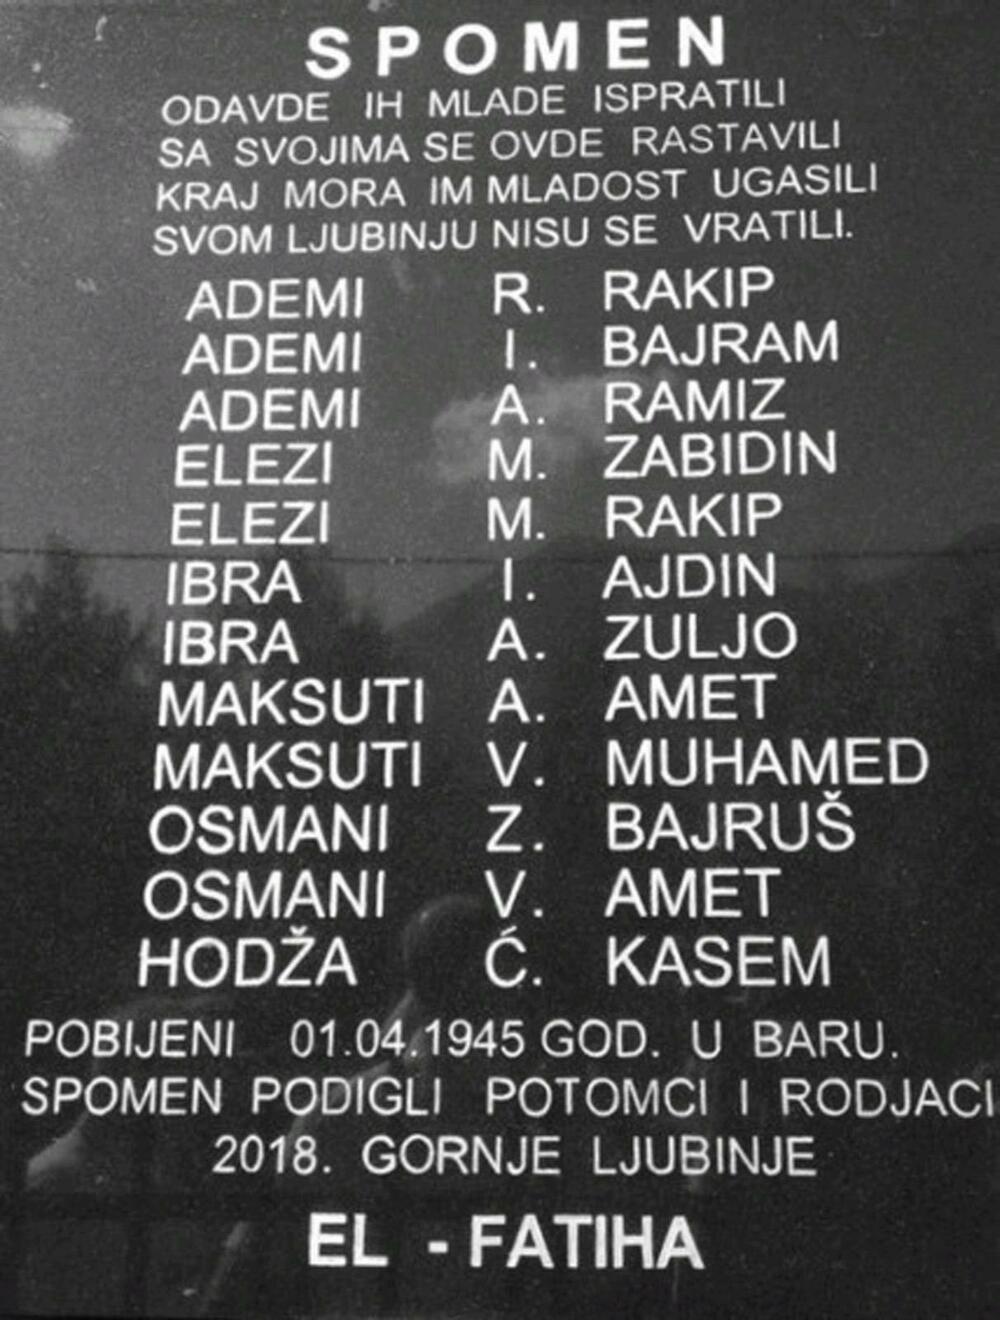 SPOMEN
ODAVDE IH MLADE ISPRATILI
SA SVOJIMA SE OVDE RASTAVILI
KRAJ MORA IM MLADOST UGASILI
SVOM LJUBINJU NISU SE VRATILI.
ADEMI R. RAKIP
ADEMI I. BAJRAM
ADEMI A. RAMIZ
ELEZI M. ZABIDIN
ELEZI M. RAKIP
IBRA I. AJDIN
IBRA A. ZULJO
MAKSUTI A. AMET
MAKSUTI V. MUHAMED
OSMANI Z. BAJRUŠ
OSMANI V. AMET
HODŽA Ć. KASEM
POBIJENI 01.04.1945 GOD. U BARU.
SPOMEN PODIGLI POTOMCI I RODJACI
2018. GORNJE LJUBINJE
EL - FATIHA